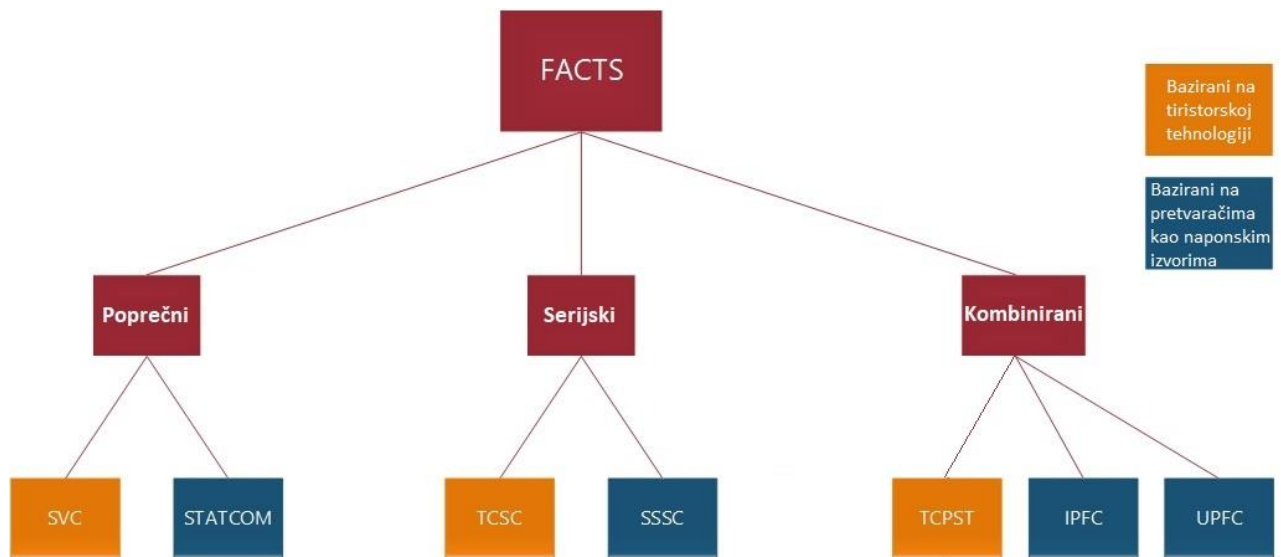 FACTS
Bazirani na
tiristorskoj
tehnologiji
Bazirani na
pretvaračima
kao naponskim
izvorima
Poprečni
Serijski
Kombinirani
SVC
STATCOM
TCSC
SSSC
TCPST
IPFC
UPFC